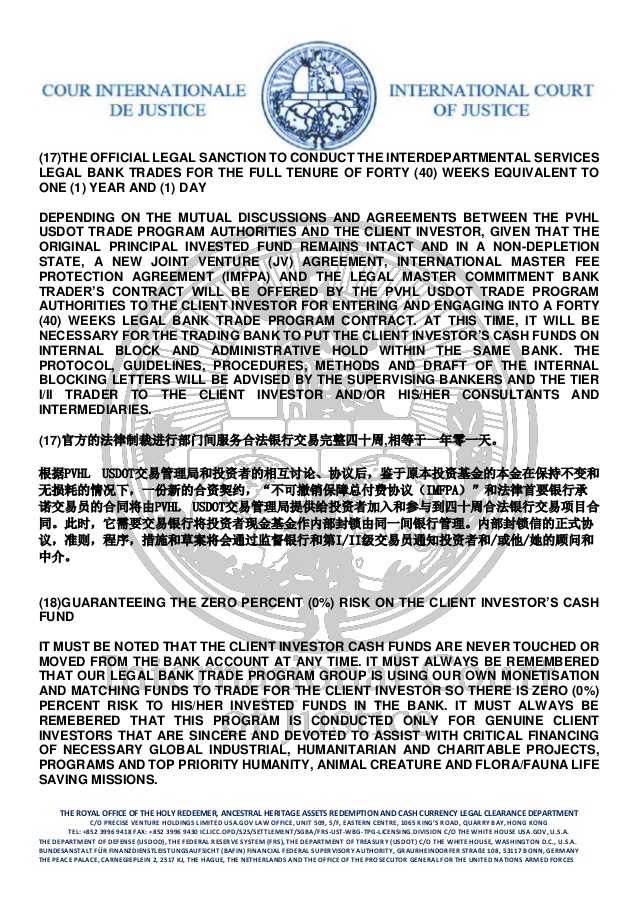 COUR INTERNATIONALE
DE JUSTICE
INTERNATIONAL COURT
OF JUSTICE
(17)THE OFFICIAL LEGAL SANCTION TO CONDUCT THE INTERDEPARTMENTAL SERVICES
LEGAL BANK TRADES FOR THE FULL TENURE OF FORTY (40) WEEKS EQUIVALENT TO
ONE (1) YEAR AND (1) DAY
DEPENDING ON THE MUTUAL DISCUSSIONS AND AGREEMENTS BETWEEN THE PVHL
USDOT TRADE PROGRAM AUTHORITIES AND THE CLIENT INVESTOR, GIVEN THAT THE
ORIGINAL PRINCIPAL INVESTED FUND REMAINS INTACT AND IN A NON-DEPLETION
STATE, A NEW JOINT VENTURE (JV) AGREEMENT, INTERNATIONAL MASTER FEE
PROTECTION AGREEMENT (IMFPA) AND THE LEGAL MASTER COMMITMENT BANK
TRADER'S CONTRACT WILL BE OFFERED BY THE PVHL USDOT TRADE PROGRAM
AUTHORITIES TO THE CLIENT INVESTOR FOR ENTERING AND ENGAGING INTO A FORTY
(40) WEEKS LEGAL BANK TRADE PROGRAM CONTRACT. AT THIS TIME, IT WILL BE
NECESSARY FOR THE TRADING BANK TO PUT THE CLIENT INVESTOR'S CASH FUNDS ON
INTERNAL BLOCK AND ADMINISTRATIVE HOLD WITHIN THE SAME BANK. THE
PROTOCOL, GUIDELINES, PROCEDURES, METHODS AND DRAFT OF THE INTERNAL
BLOCKING LETTERS WILL BE ADVISED BY THE SUPERVISING BANKERS AND THE TIER
I/II TRADER TO THE CLIENT INVESTOR AND/OR HIS/HER CONSULTANTS AND
INTERMEDIARIES.
(17)官方的法律制裁进行部门间服务合法银行交易完整四十周,相等于一年零一天。
根据PVHL USDOT交易管理局和投资者的相互讨论、协议后，鉴于原本投资基金的本金在保持不变和
无损耗的情况下，一份新的合资契约，“不可撤销保障总付费协议（IMFPA）”和法律首要银行承
诺交易员的合同将由PVHL USDOT交易管理局提供给投资者加入和参与到四十周合法银行交易项目合
同。此时，它需要交易银行将投资者现金基金作内部封锁由同一间银行管理。内部封锁信的正式协
议，准则，程序，措施和草案将会通过监督银行和第I/II级交易员通知投资者和/或他/她的顾问和
中介。
(18)GUARANTEEING THE ZERO PERCENT (0%) RISK ON THE CLIENT INVESTOR'S CASH
FUND
IT MUST BE NOTED THAT THE CLIENT INVESTOR CASH FUNDS ARE NEVER TOUCHED OR
MOVED FROM THE BANK ACCOUNT AT ANY TIME. IT MUST ALWAYS BE REMEMBERED
THAT OUR LEGAL BANK TRADE PROGRAM GROUP IS USING OUR OWN MONETISATION
AND MATCHING FUNDS TO TRADE FOR THE CLIENT INVESTOR SO THERE IS ZERO (0%)
PERCENT RISK TO HIS/HER INVESTED FUNDS IN THE BANK. IT MUST ALWAYS BE
REMEBERED THAT THIS PROGRAM IS CONDUCTED ONLY FOR GENUINE CLIENT
INVESTORS THAT ARE SINCERE AND DEVOTED TO ASSIST WITH CRITICAL FINANCING
OF NECESSARY GLOBAL INDUSTRIAL, HUMANITARIAN AND CHARITABLE PROJECTS,
PROGRAMS AND TOP PRIORITY HUMANITY, ANIMAL CREATURE AND FLORA/FAUNA LIFE
SAVING MISSIONS.
International Court
of Justice
THE ROYAL OFFICE OF THE HOLY REDEEMER, ANCESTRAL HERITAGE ASSETS REDEMPTION AND CASH CURRENCY LEGAL CLEARANCE DEPARTMENT
C/O PRECISE VENTURE HOLDINGS LIMITED USA.GOV LAW OFFICE, UNIT 509, 5/F, EASTERN CENTRE, 1065 KING'S ROAD, QUARRY BAY, HONG KONG
TEL: +852 3996 9418 FAX: +852 3996 9430 ICJ.ICC.OPD/S2S/SETTLEMENT/SGBA/FRS-UST-WBG-TPG-LICENSING.DIVISION C/O THE WHITE HOUSE USA.GOV, U.S.A.
THE DEPARTMENT OF DEFENSE (USDOD), THE FEDERAL RESERVE SYSTEM (FRS), THE DEPARTMENT OF TREASURY (USDOT) C/O THE WHITE HOUSE, WASHINGTON D.C., U.S.A.
BUNDESANSTALT FÜR FINANZDIENSTLEISTUNGSAUFSICHT (BAFIN) FINANCIAL FEDERAL SUPERVISORY AUTHORITY, GRAURHEINDORFER STRAßE 108, 53117 BONN, GERMANY
THE PEACE PALACE, CARNEGIEPLEIN 2, 2517 KJ, THE HAGUE, THE NETHERLANDS AND THE OFFICE OF THE PROSECUTOR GENERAL FOR THE UNITED NATIONS ARMED FORCES